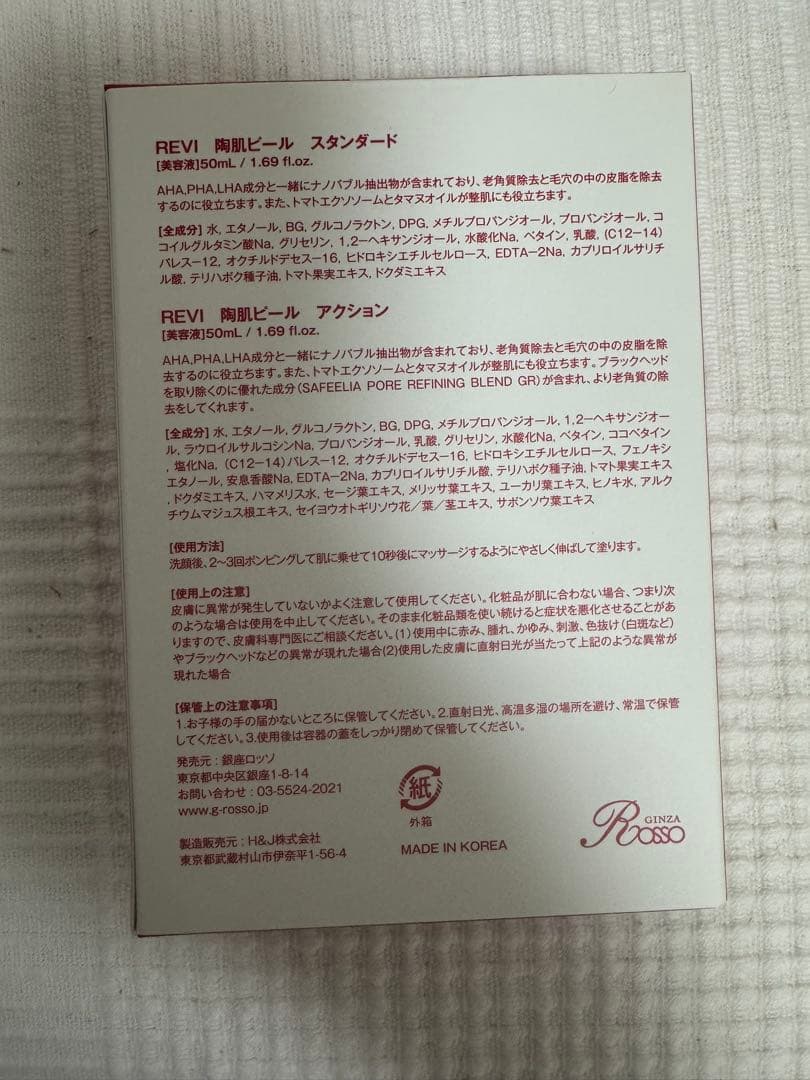 REVI 陶肌ピール スタンダード
[美容液]50mL / 1.69 fl.oz.
AHA,PHA,LHA成分と一緒にナノバブル抽出物が含まれており、老角質除去と毛穴の中の皮脂を除去
するのに役立ちます。また、トマトエクソソームとタマヌオイルが整肌にも役立ちます。
[全成分] 水, エタノール, BG, グルコノラクトン, DPG, メチルプロパンジオール, プロパンジオール, コ
コイルグルタミン酸Na, グリセリン, 1,2-ヘキサンジオール, 水酸化Na, ベタイン, 乳酸, (C12-14)
パレス-12, オクチルドデセス-16, ヒドロキシエチルセルロース, EDTA-2Na, カプリロイルサリチ
ル酸, テリハボク種子油, トマト果実エキス, ドクダミエキス
REVI 陶肌ピール アクション
[美容液]50mL / 1.69 fl.oz.
AHA,PHA,LHA成分と一緒にナノバブル抽出物が含まれており、老角質除去と毛穴の中の皮脂を除
去するのに役立ちます。また、トマトエクソソームとタマヌオイルが整肌にも役立ちます。ブラックヘッド
を取り除くのに優れた成分(SAFEELIA PORE REFINING BLEND GR)が含まれ、より老角質の除
去をしてくれます。
[全成分] 水, エタノール, グルコノラクトン, BG, DPG, メチルプロパンジオール, 1,2-ヘキサンジオー
ル, ラウロイルサルコシンNa, プロパンジオール, 乳酸, グリセリン, 水酸化Na, ベタイン, ココベタイン
, 塩化Na, (C12-14)パレス-12, オクチルドデセス-16, ヒドロキシエチルセルロース, フェノキシ
エタノール, 安息香酸Na, EDTA-2Na, カプリロイルサリチル酸, テリハボク種子油, トマト果実エキス
, ドクダミエキス, ハマメリス水, セージ葉エキス, メリッサ葉エキス, ユーカリ葉エキス, ヒノキ水, アルク
チウムマジュス根エキス, セイヨウオトギリソウ花/葉/茎エキス, サボンソウ葉エキス
[使用方法]
洗顔後、2~3回ポンピングして肌に乗せて10秒後にマッサージするようにやさしく伸ばして塗ります。
[使用上の注意]
皮膚に異常が発生していないかよく注意して使用してください。化粧品が肌に合わない場合、つまり次
のような場合は使用を中止してください。そのまま化粧品類を使い続けると症状を悪化させることがあ
りますので、皮膚科専門医にご相談ください。(1)使用中に赤み、腫れ、かゆみ、刺激、色抜け(白斑など)
やブラックヘッドなどの異常が現れた場合(2)使用した皮膚に直射日光が当たって上記のような異常が
現れた場合
[保管上の注意事項]
1.お子様の手の届かないところに保管してください。2.直射日光、高温多湿の場所を避け、常温で保管
してください。3.使用後は容器の蓋をしっかり閉めて保管してください。
発売元:銀座ロッソ
東京都中央区銀座1-8-14
お問い合わせ:03-5524-2021
www.g-rosso.jp
製造販売元:H&J株式会社
東京都武蔵村山市伊奈平1-56-4
紙
外箱
MADE IN KOREA
GINZA
Rosso